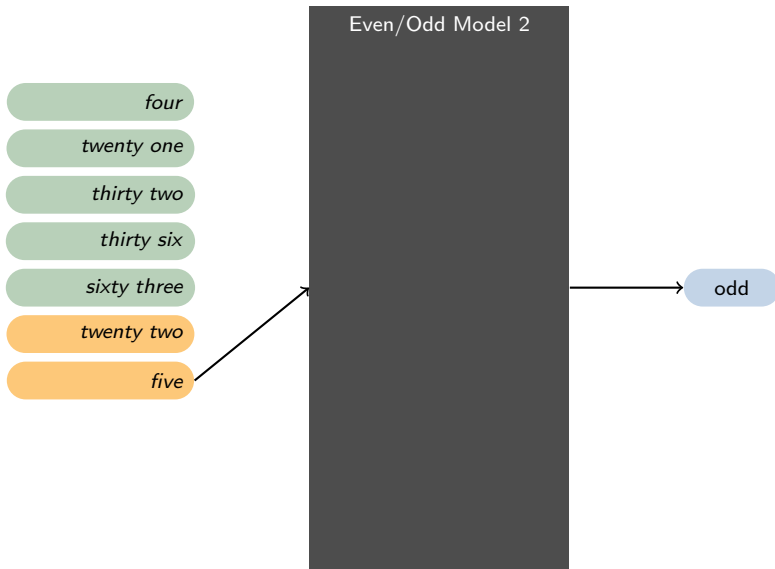 Even/Odd Model 2
four
twenty one
thirty two
thirty six
sixty three
twenty two
five
odd